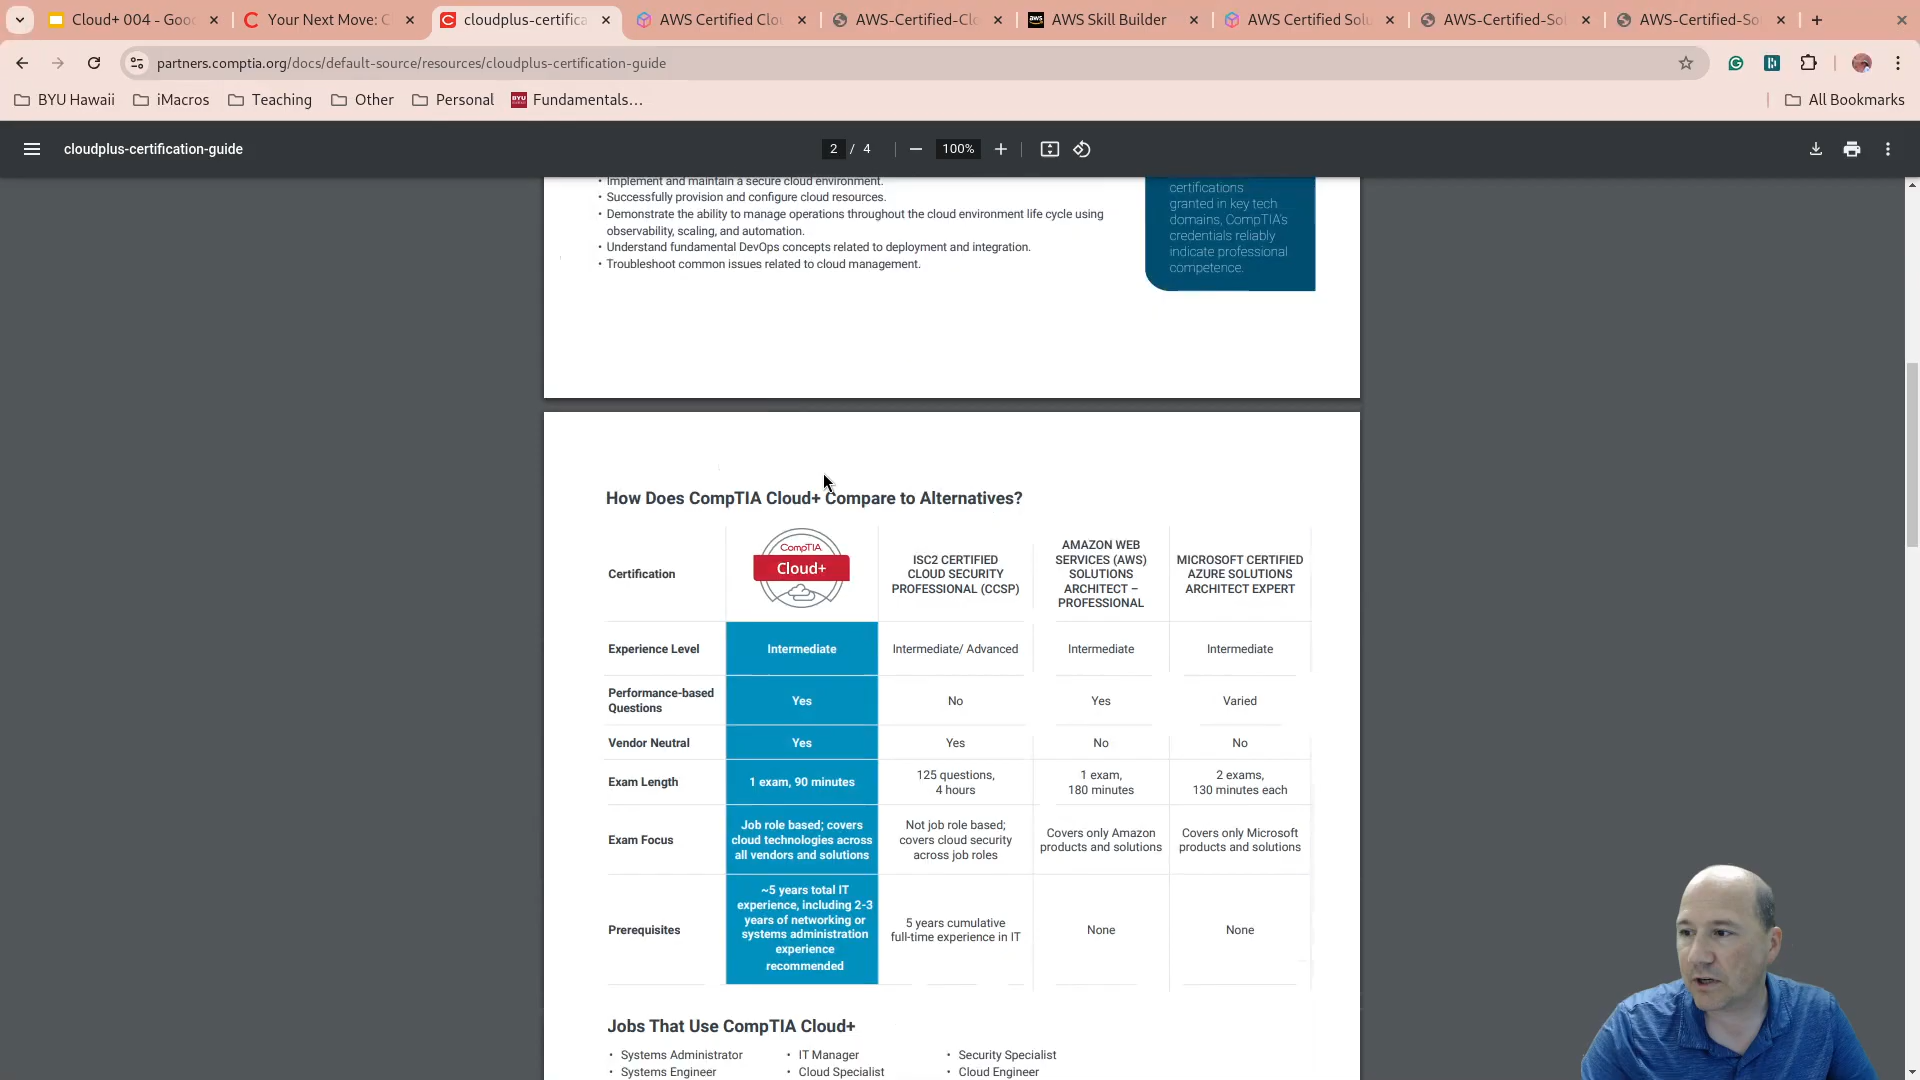 Cloud+ 004 - Goo
Your Next Move: C
cloudplus-certifica
AWS Certified Clou
AWS-Certified-Clo
aws
AWS Skill Builder
AWS Certified Solu
AWS-Certified-Sol
AWS-Certified-So
partners.comptia.org/docs/default-source/resources/cloudplus-certification-guide
BYU Hawaii
iMacros
Teaching
Other
Personal
BYU
Fundamentals…
All Bookmarks
cloudplus-certification-guide
2 / 4
100%
• Implement and maintain a secure cloud environment.
• Successfully provision and configure cloud resources.
• Demonstrate the ability to manage operations throughout the cloud environment life cycle using
observability, scaling, and automation.
• Understand fundamental DevOps concepts related to deployment and integration.
• Troubleshoot common issues related to cloud management.
certifications
granted in key tech
domains, CompTIA's
credentials reliably
indicate professional
competence.
How Does CompTIA Cloud+ Compare to Alternatives?
Certification
CompTIA.
Cloud+
ISC2 CERTIFIED
CLOUD SECURITY
PROFESSIONAL (CCSP)
AMAZON WEB
SERVICES (AWS)
SOLUTIONS
ARCHITECT –
PROFESSIONAL
MICROSOFT CERTIFIED
AZURE SOLUTIONS
ARCHITECT EXPERT
Experience Level
Intermediate
Intermediate/ Advanced
Intermediate
Intermediate
Performance-based
Questions
Yes
No
Yes
Varied
Vendor Neutral
Yes
Yes
No
No
Exam Length
1 exam, 90 minutes
125 questions,
4 hours
1 exam,
180 minutes
2 exams,
130 minutes each
Exam Focus
Job role based; covers
cloud technologies across
all vendors and solutions
Not job role based;
covers cloud security
across job roles
Covers only Amazon
products and solutions
Covers only Microsoft
products and solutions
Prerequisites
~5 years total IT
experience, including 2-3
years of networking or
systems administration
experience
recommended
5 years cumulative
full-time experience in IT
None
None
Jobs That Use CompTIA Cloud+
• Systems Administrator
• IT Manager
• Security Specialist
• Systems Engineer
• Cloud Specialist
• Cloud Engineer